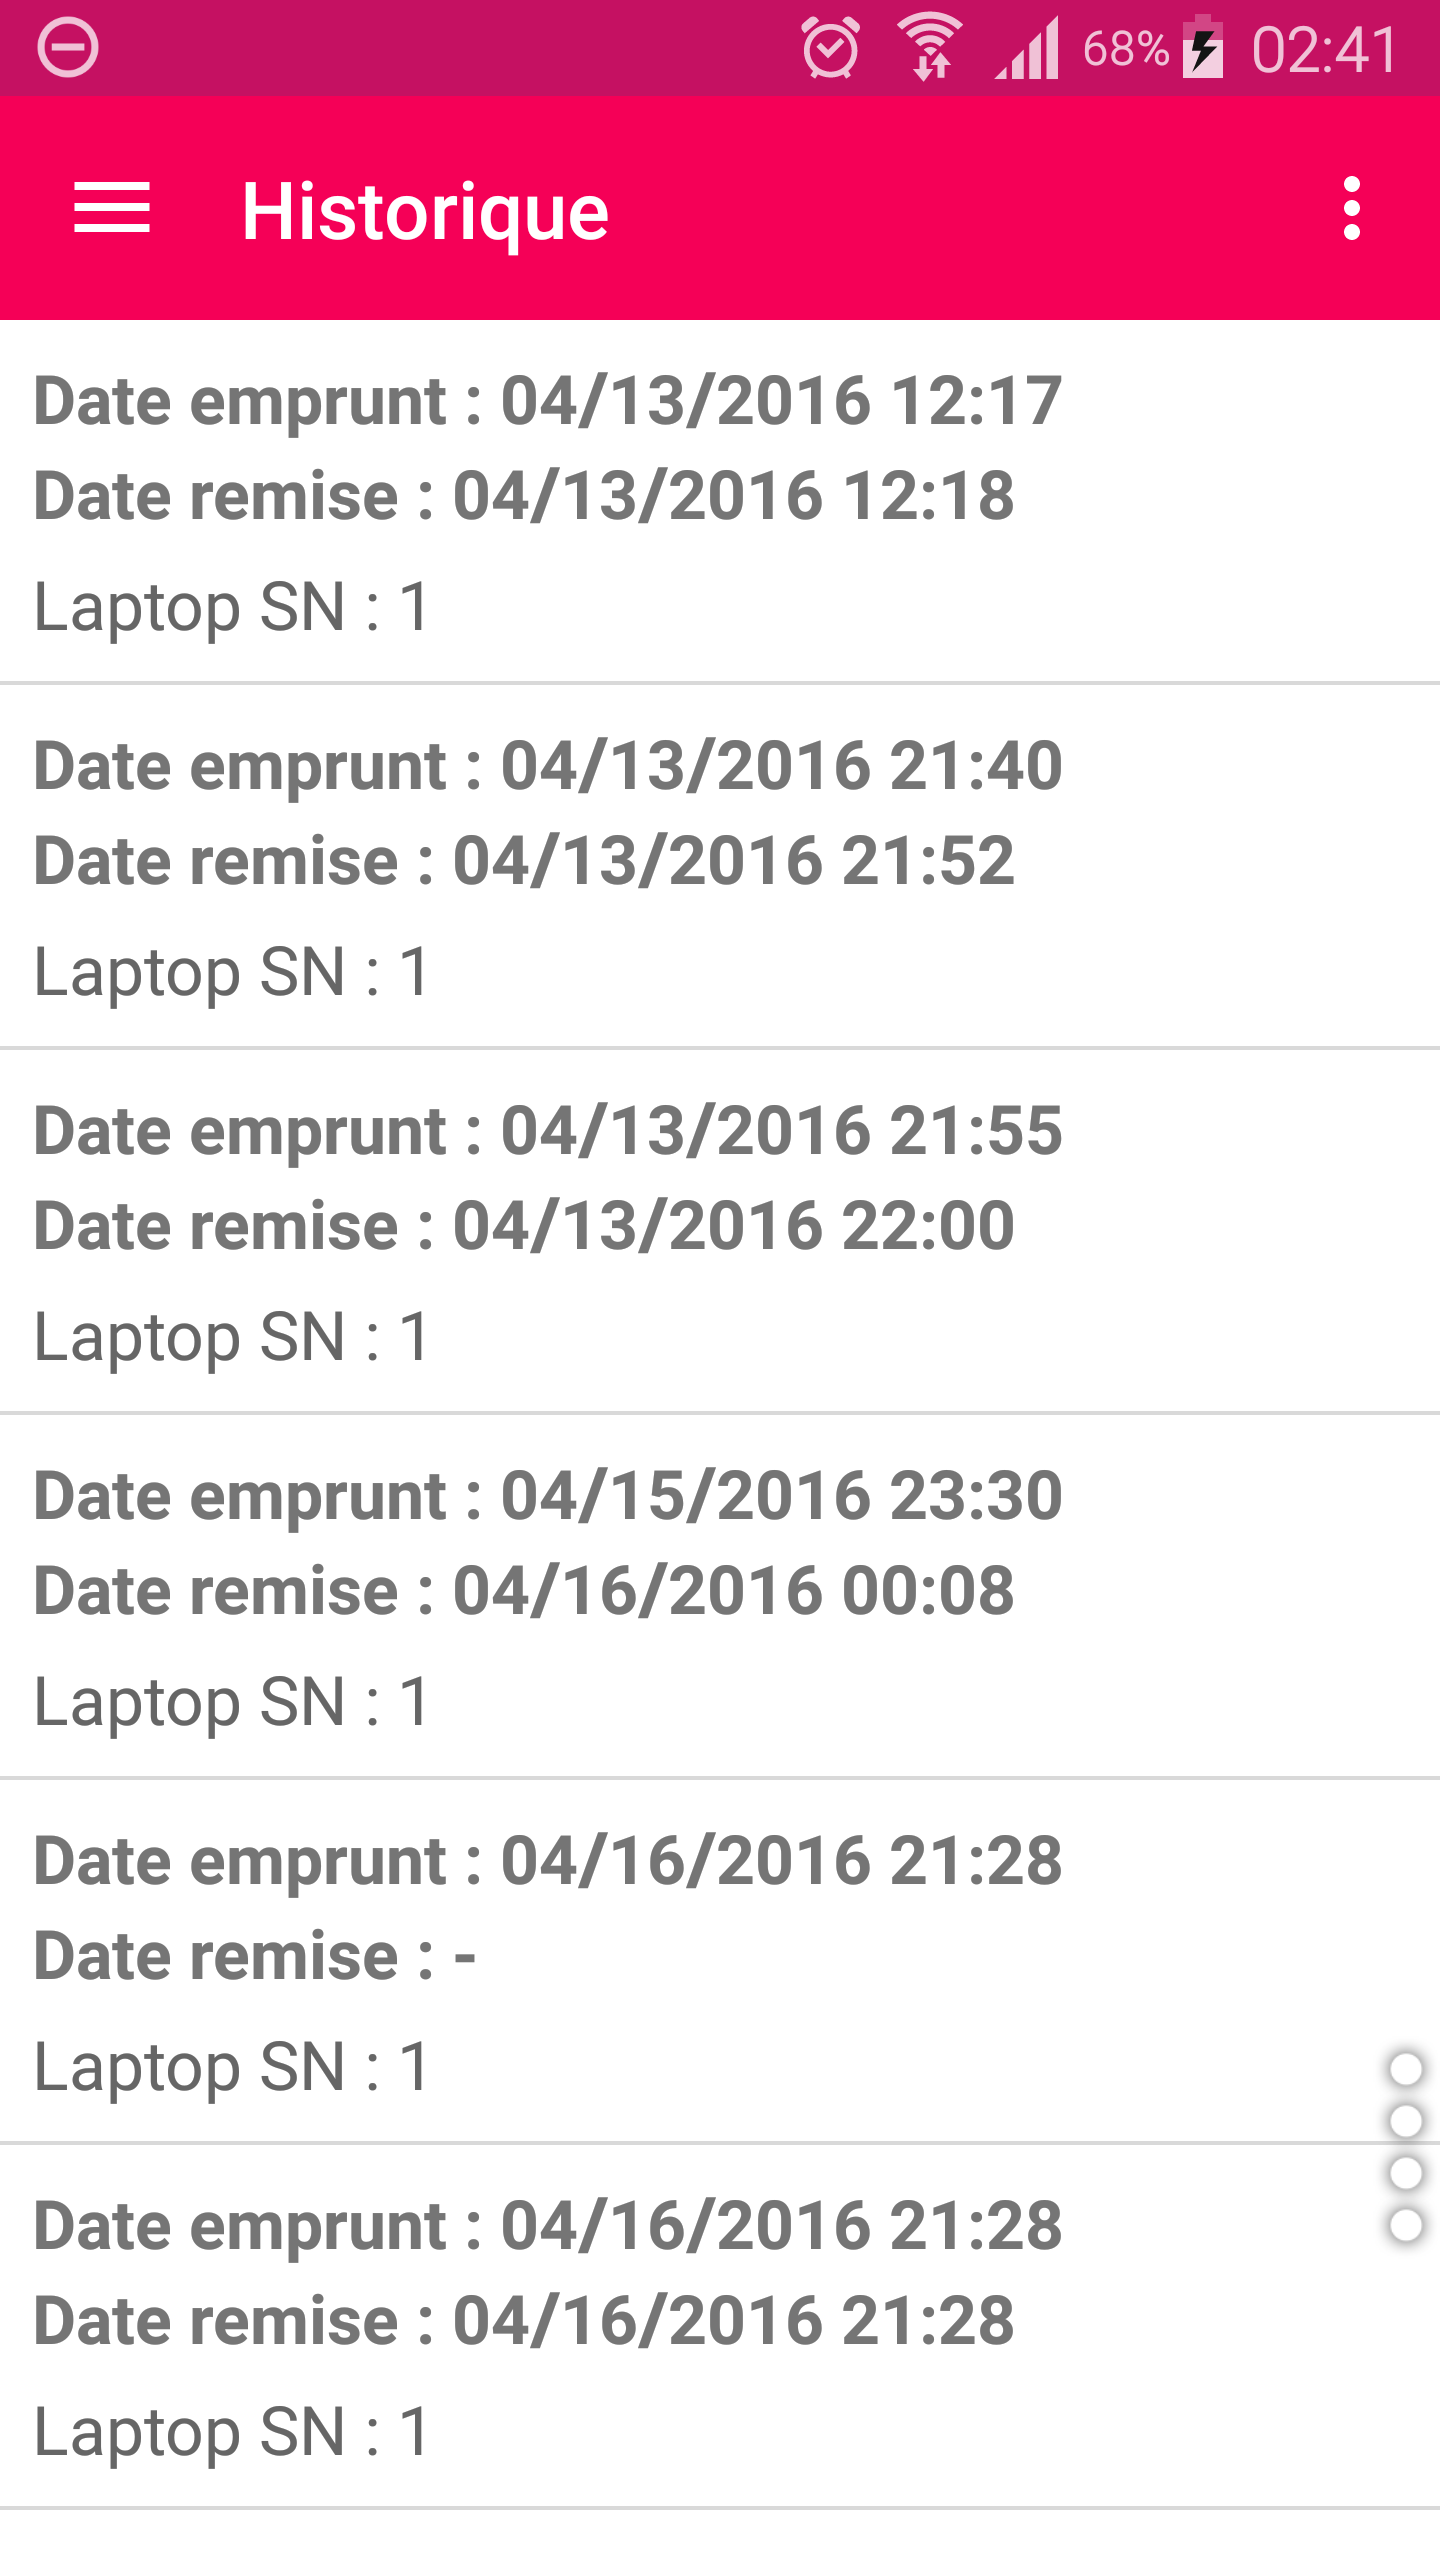 68% 02:41
Historique
Date emprunt : 04/13/2016 12:17
Date remise : 04/13/2016 12:18
Laptop SN : 1
Date emprunt : 04/13/2016 21:40
Date remise : 04/13/2016 21:52
Laptop SN : 1
Date emprunt : 04/13/2016 21:55
Date remise : 04/13/2016 22:00
Laptop SN : 1
Date emprunt : 04/15/2016 23:30
Date remise : 04/16/2016 00:08
Laptop SN : 1
Date emprunt : 04/16/2016 21:28
Date remise : -
Laptop SN : 1
Date emprunt : 04/16/2016 21:28
Date remise : 04/16/2016 21:28
Laptop SN : 1